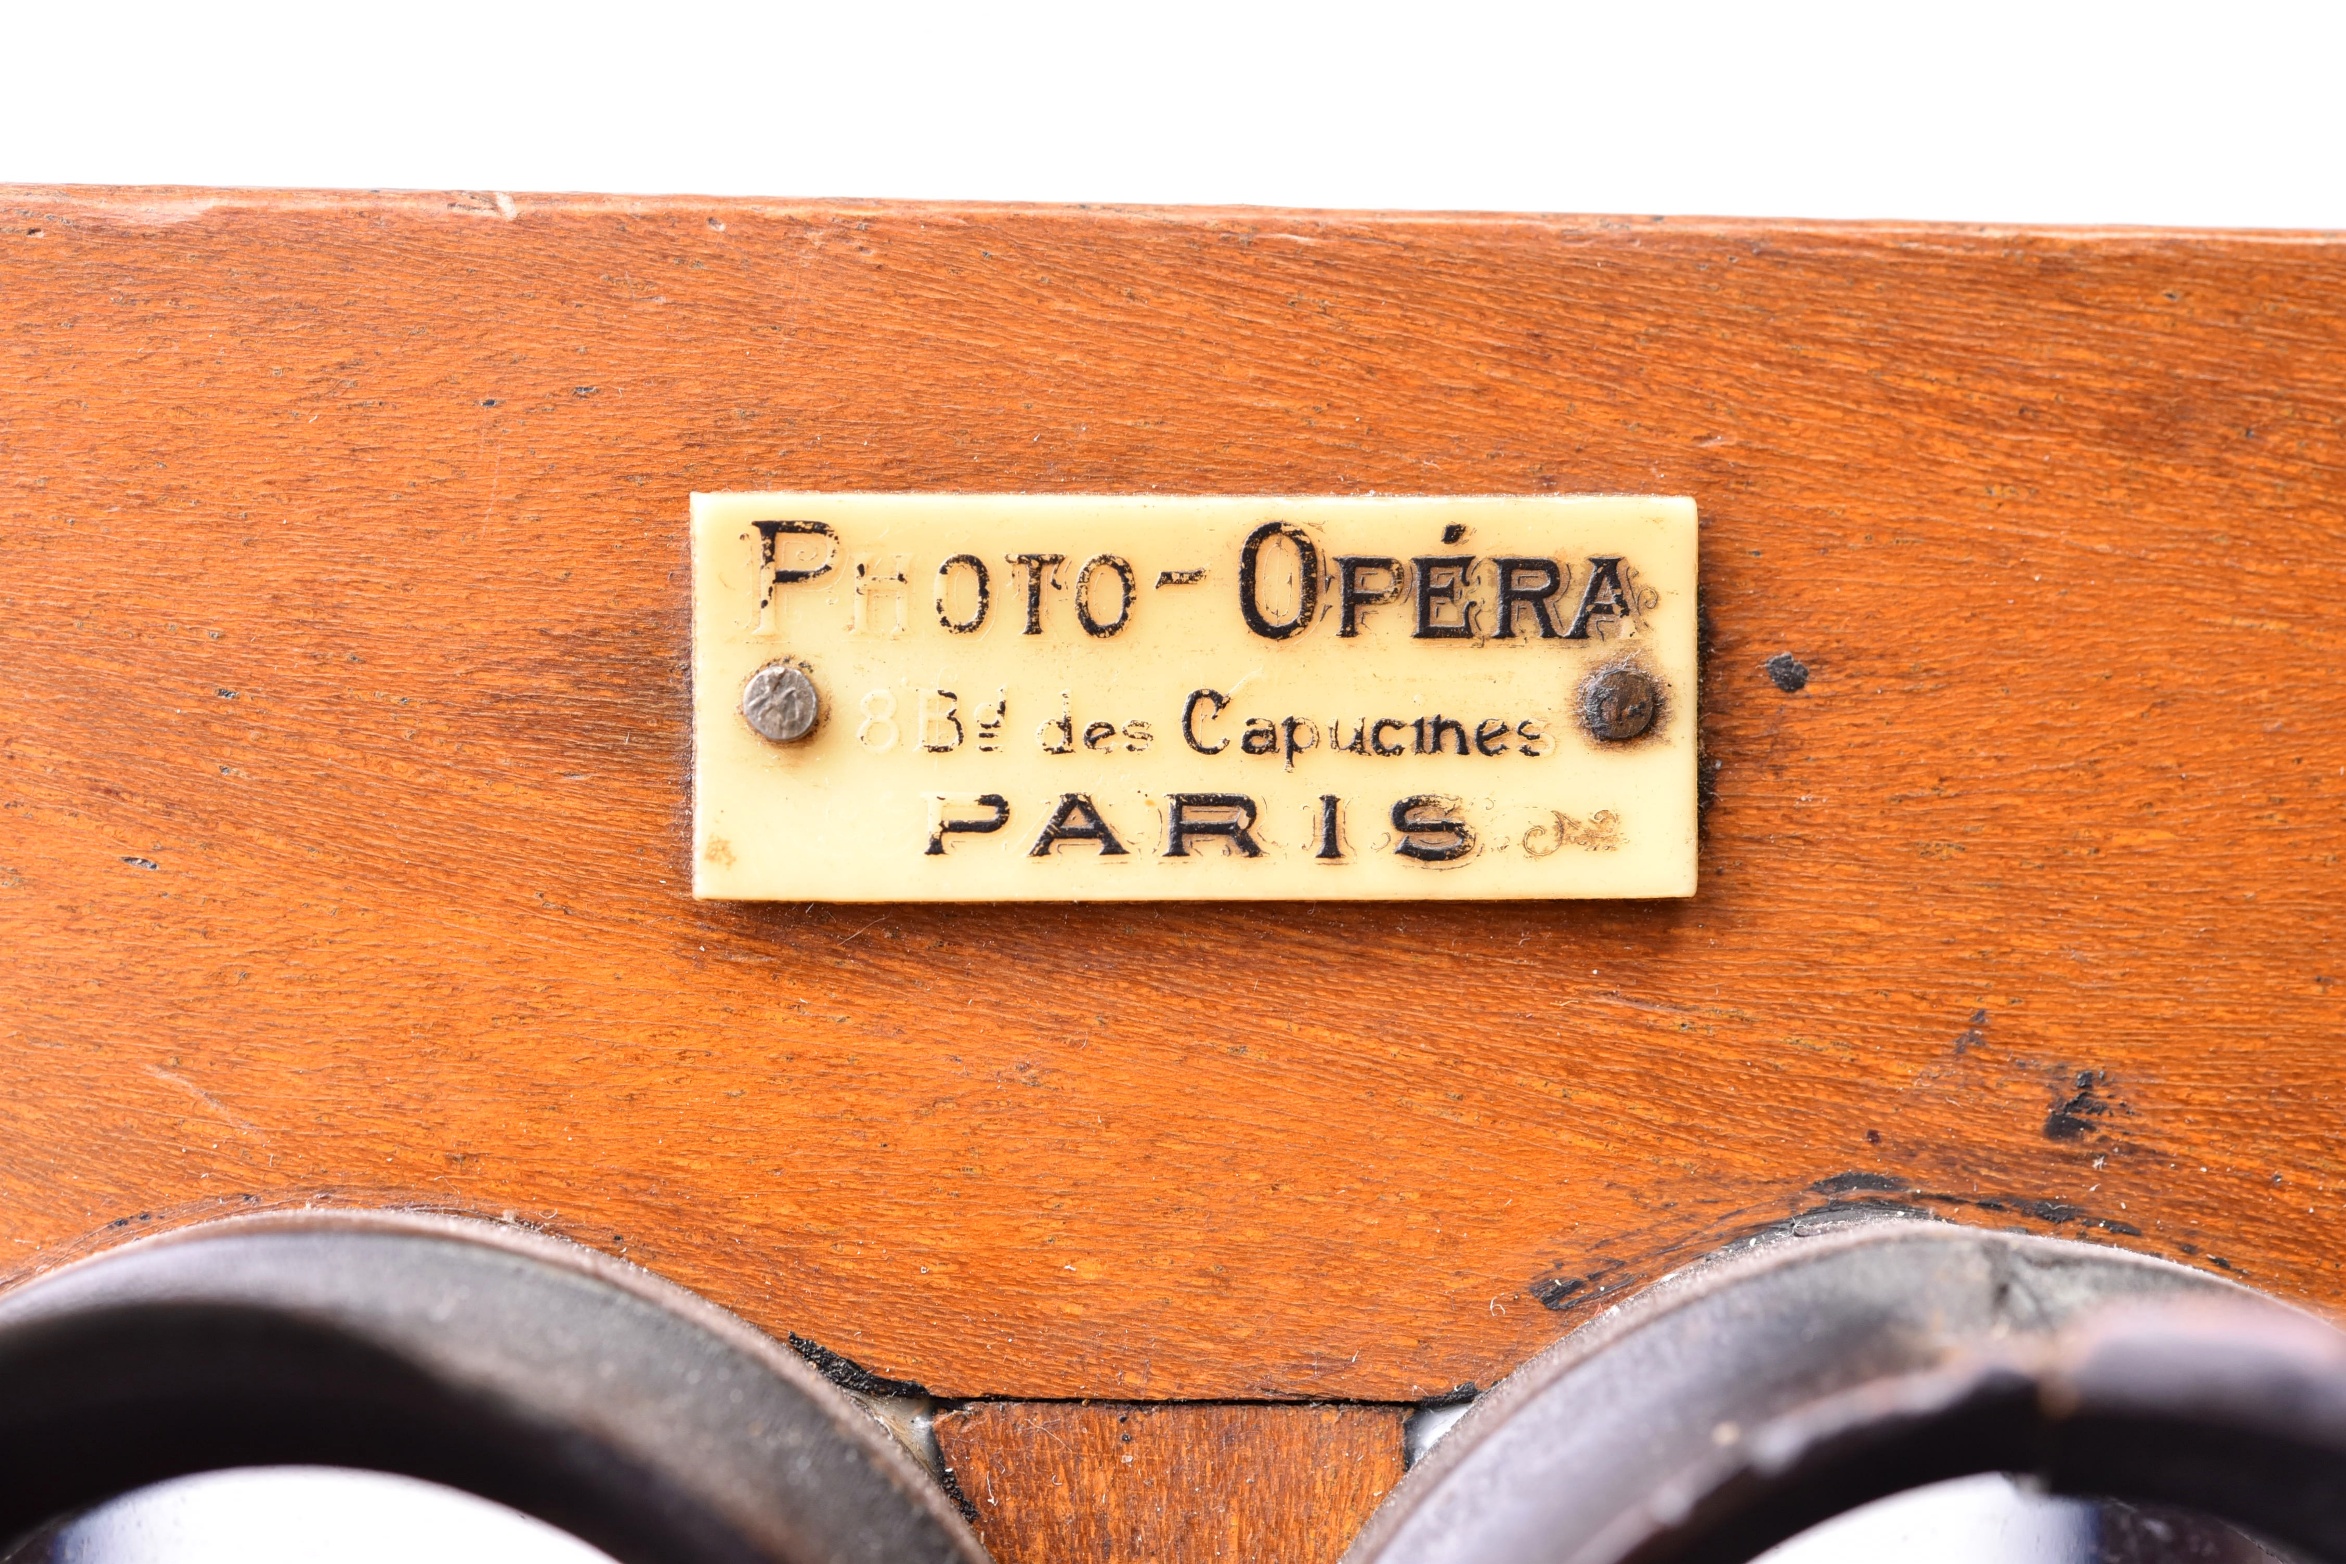 PHOTO-OPÉRA
8 Bd des Capucines
PARIS